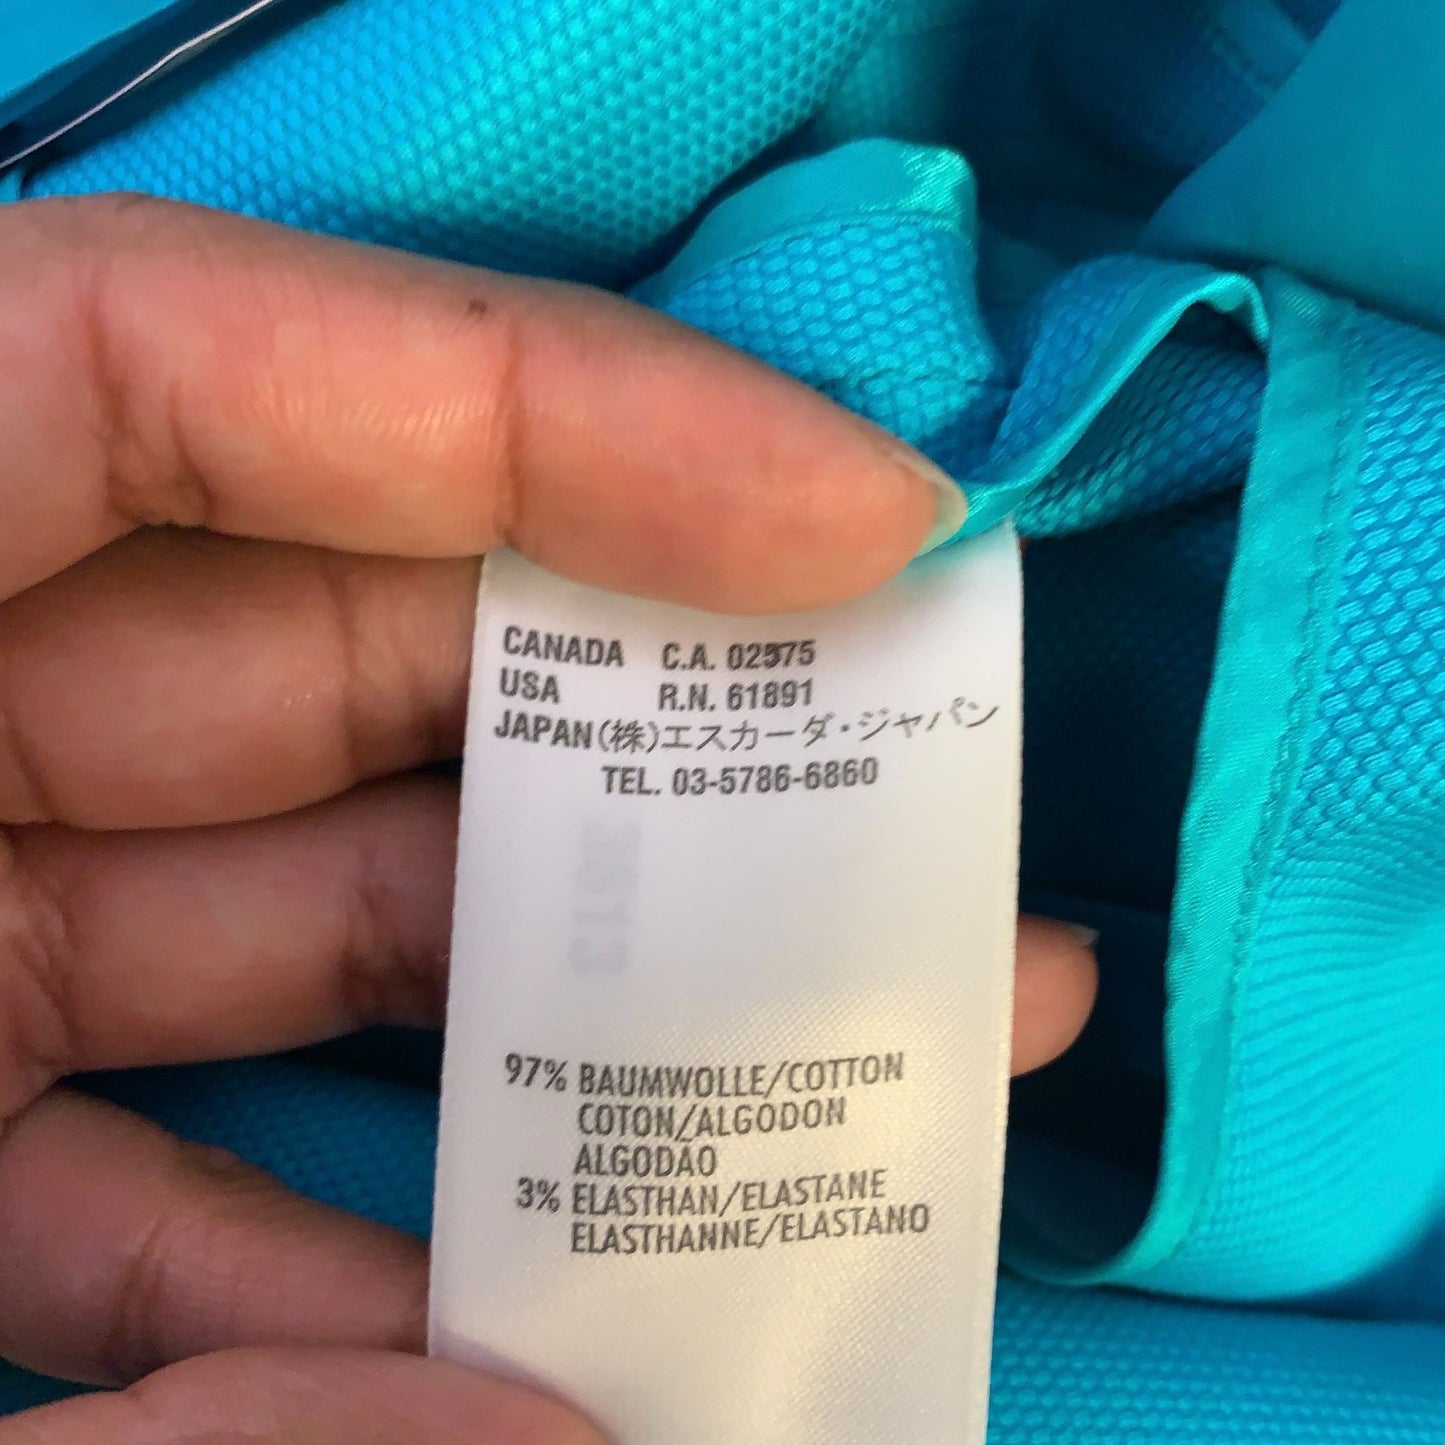 CANADA C.A. 02575
USA R.N. 61891
JAPAN(株)エスカーダ・ジャパン
TEL. 03-5786-6860
97% BAUMWOLLE/COTTON
COTON/ALGODON
ALGODÃO
3% ELASTHAN/ELASTANE
ELASTHANNE/ELASTANO